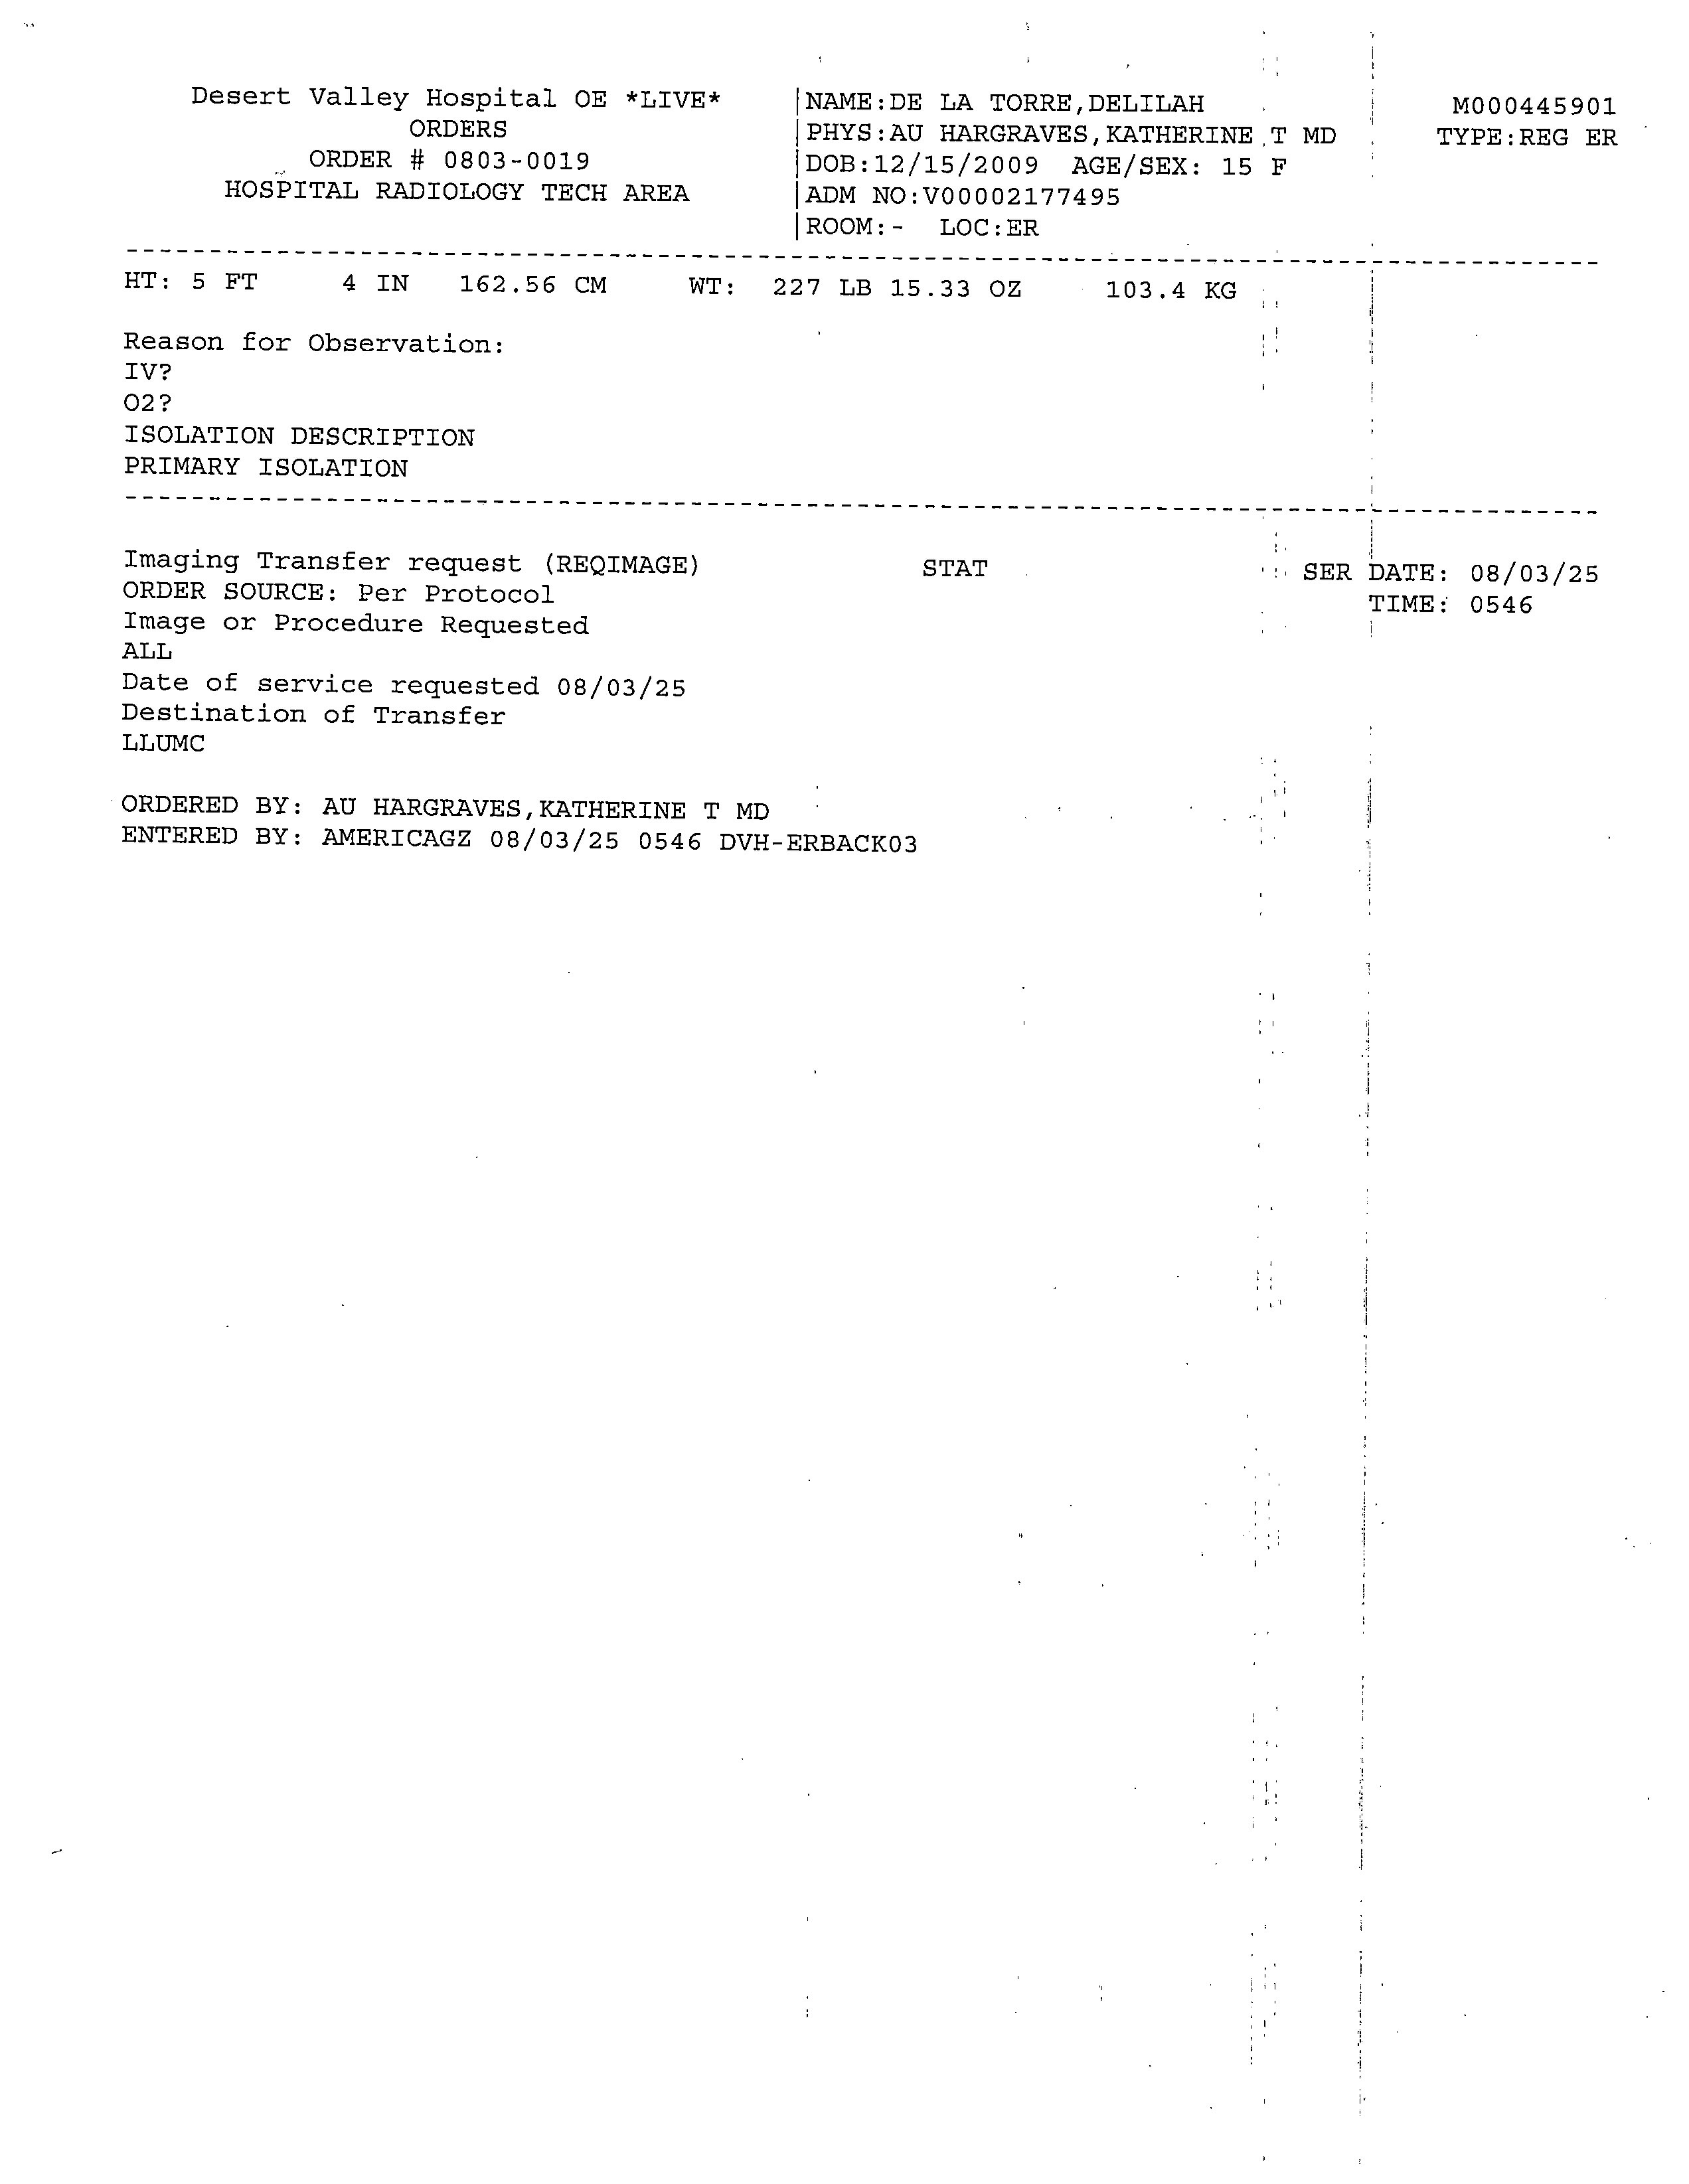 Desert Valley Hospital OE *LIVE*
ORDERS
ORDER # 0803-0019
HOSPITAL RADIOLOGY TECH AREA
NAME:DE LA TORRE,DELILAH M000445901
PHYS:AU HARGRAVES,KATHERINE T MD TYPE:REG ER
DOB:12/15/2009 AGE/SEX: 15 F
ADM NO:V00002177495
ROOM:- LOC:ER
HT: 5 FT 4 IN 162.56 CM WT: 227 LB 15.33 OZ 103.4 KG
Reason for Observation:
IV?
O2?
ISOLATION DESCRIPTION
PRIMARY ISOLATION
Imaging Transfer request (REQIMAGE) STAT SER DATE: 08/03/25
ORDER SOURCE: Per Protocol TIME: 0546
Image or Procedure Requested
ALL
Date of service requested 08/03/25
Destination of Transfer
LLUMC
ORDERED BY: AU HARGRAVES,KATHERINE T MD
ENTERED BY: AMERICAGZ 08/03/25 0546 DVH-ERBACK03